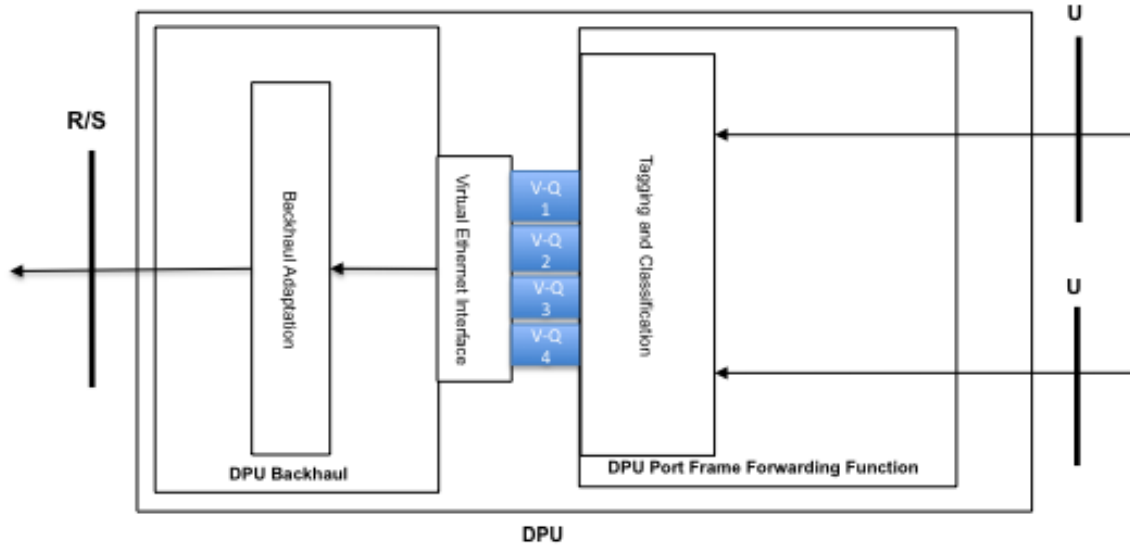 U
R/S
Backhaul Adaptation
Virtual Ethernet Interface
V-Q
1
V-Q
2
V-Q
3
V-Q
4
Tagging and Classification
U
DPU Backhaul
DPU Port Frame Forwarding Function
DPU